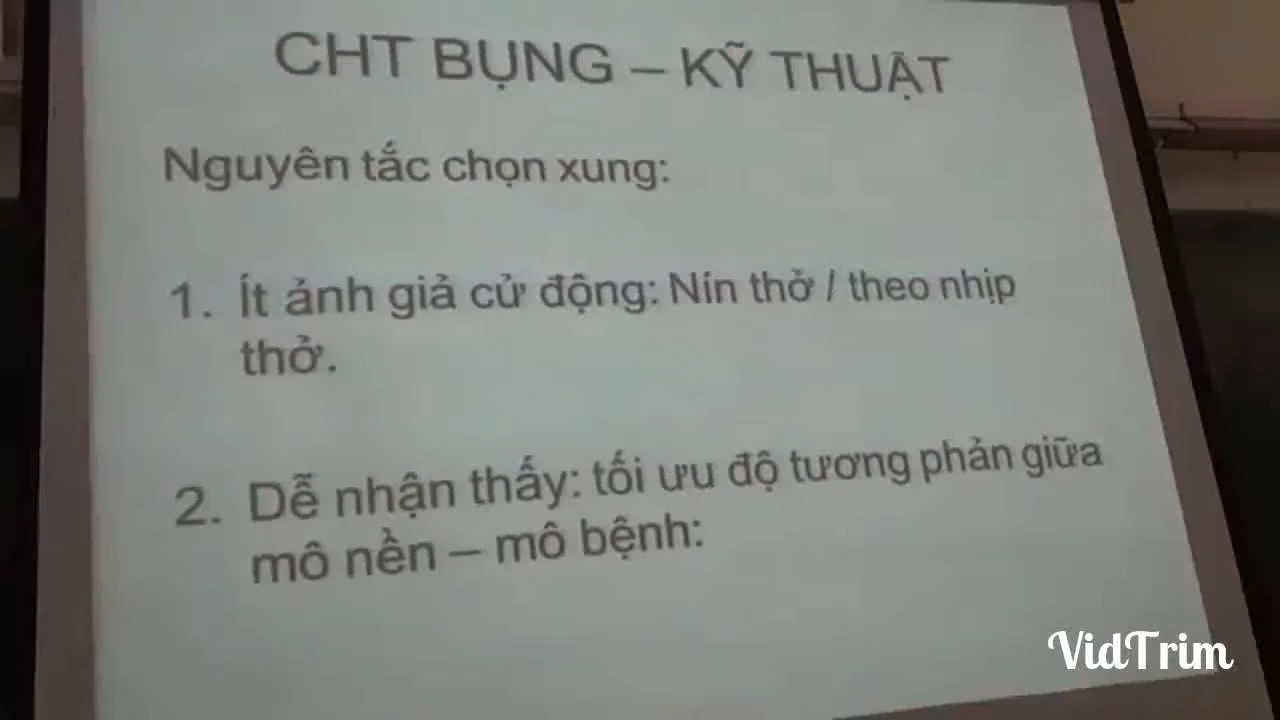 CHT BỤNG – KỸ THUẬT
Nguyên tắc chọn xung:
1. Ít ảnh giả cử động: Nín thở / theo nhịp
thở.
2. Dễ nhận thấy: tối ưu độ tương phản giữa
mô nền – mô bệnh:
VidTrim